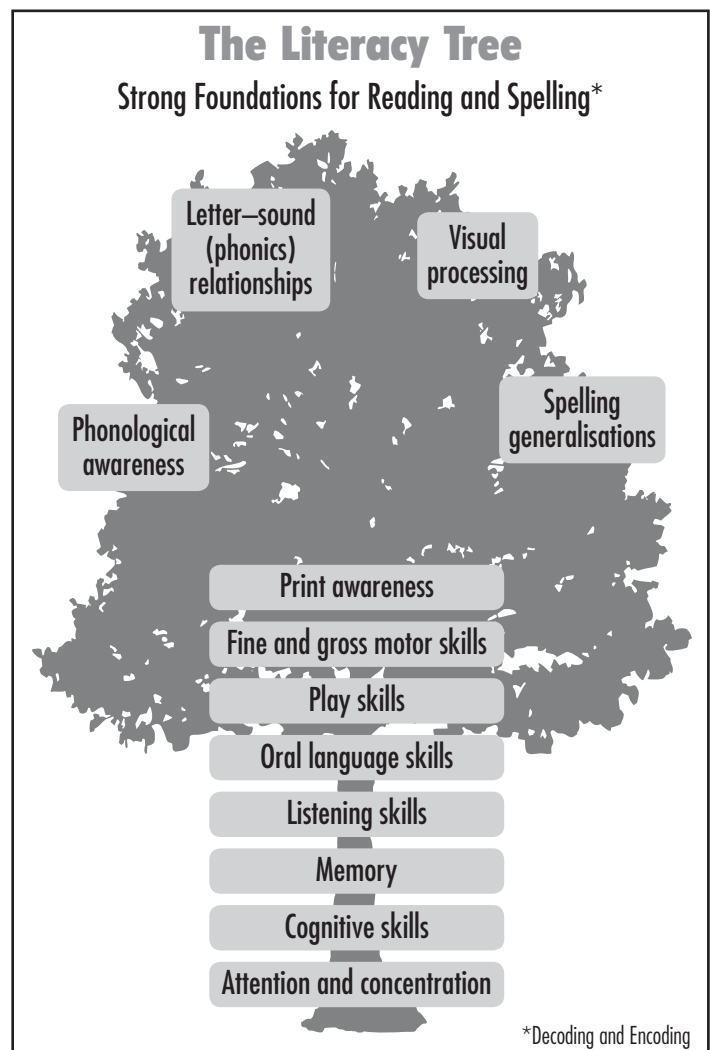 The Literacy Tree
Strong Foundations for Reading and Spelling*
Letter–sound
(phonics)
relationships
Visual
processing
Phonological
awareness
Spelling
generalisations
Print awareness
Fine and gross motor skills
Play skills
Oral language skills
Listening skills
Memory
Cognitive skills
Attention and concentration
*Decoding and Encoding